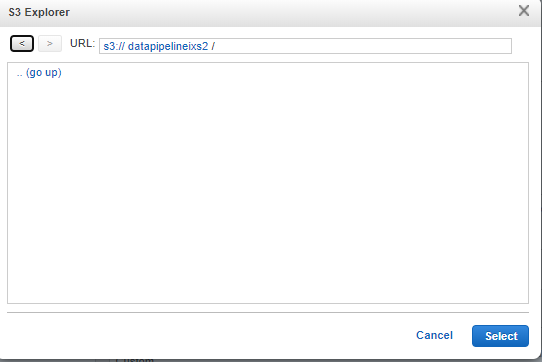 S3 Explorer
< > URL: s3:// datapipelineixs2 /
.. (go up)
Cancel Select